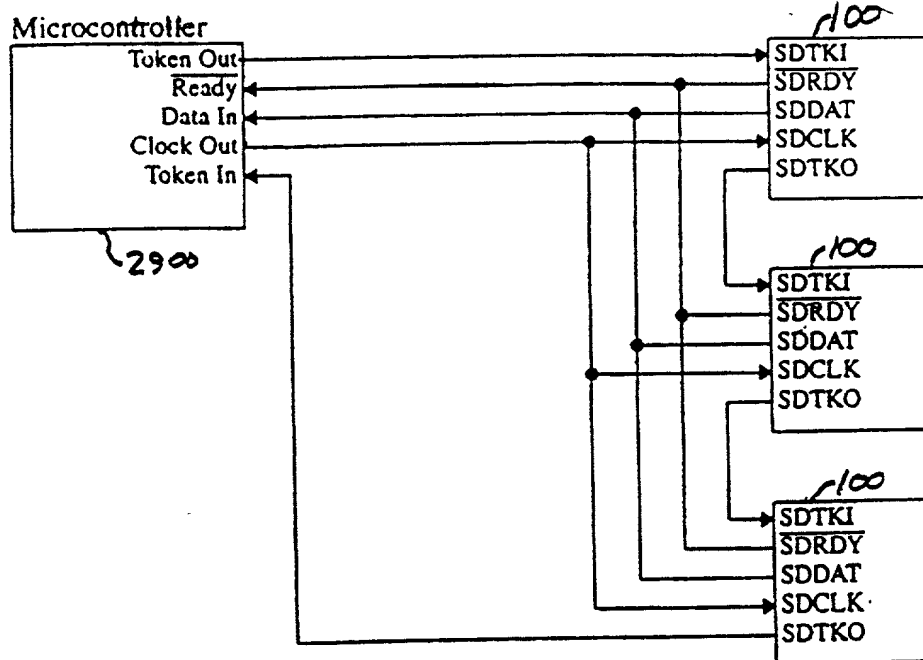 Microcontroller
Token Out
Ready
Data In
Clock Out
Token In
2900
100
SDTKI
SDRDY
SDDAT
SDCLK
SDTKO
100
SDTKI
SDRDY
SDDAT
SDCLK
SDTKO
100
SDTKI
SDRDY
SDDAT
SDCLK
SDTKO